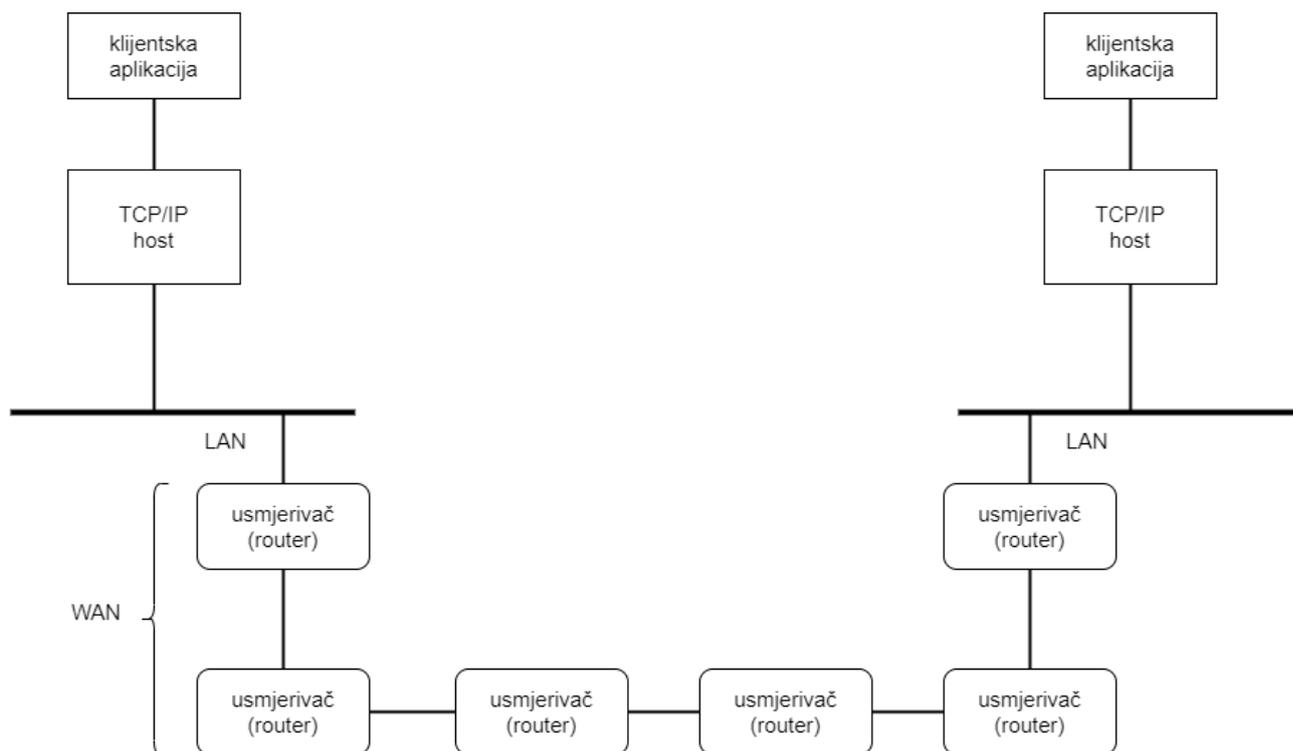 klijentska
aplikacija
klijentska
aplikacija
TCP/IP
host
TCP/IP
host
LAN
LAN
usmjerivač
(router)
usmjerivač
(router)
WAN
usmjerivač
(router)
usmjerivač
(router)
usmjerivač
(router)
usmjerivač
(router)